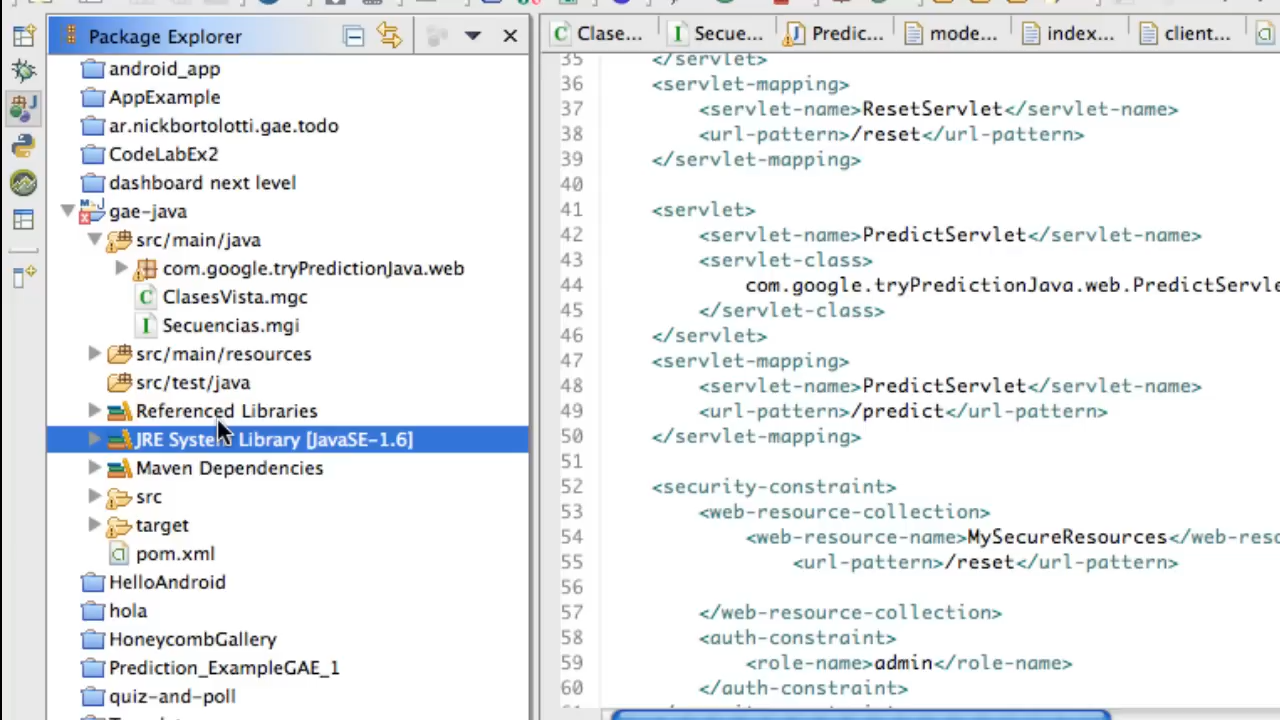 Package Explorer
android_app
AppExample
ar.nickbortolotti.gae.todo
CodeLabEx2
dashboard next level
gae-java
src/main/java
com.google.tryPredictionJava.web
ClasesVista.mgc
Secuencias.mgi
src/main/resources
src/test/java
Referenced Libraries
JRE System Library [JavaSE-1.6]
Maven Dependencies
src
target
pom.xml
HelloAndroid
hola
HoneycombGallery
Prediction_ExampleGAE_1
quiz-and-poll
Clase... Secue... Predic... mode... index... client...
35 </servlet>
36 <servlet-mapping>
37 <servlet-name>ResetServlet</servlet-name>
38 <url-pattern>/reset</url-pattern>
39 </servlet-mapping>
40
41 <servlet>
42 <servlet-name>PredictServlet</servlet-name>
43 <servlet-class>
44 com.google.tryPredictionJava.web.PredictServle
45 </servlet-class>
46 </servlet>
47 <servlet-mapping>
48 <servlet-name>PredictServlet</servlet-name>
49 <url-pattern>/predict</url-pattern>
50 </servlet-mapping>
51
52 <security-constraint>
53 <web-resource-collection>
54 <web-resource-name>MySecureResources</web-reso
55 <url-pattern>/reset</url-pattern>
56
57 </web-resource-collection>
58 <auth-constraint>
59 <role-name>admin</role-name>
60 </auth-constraint>